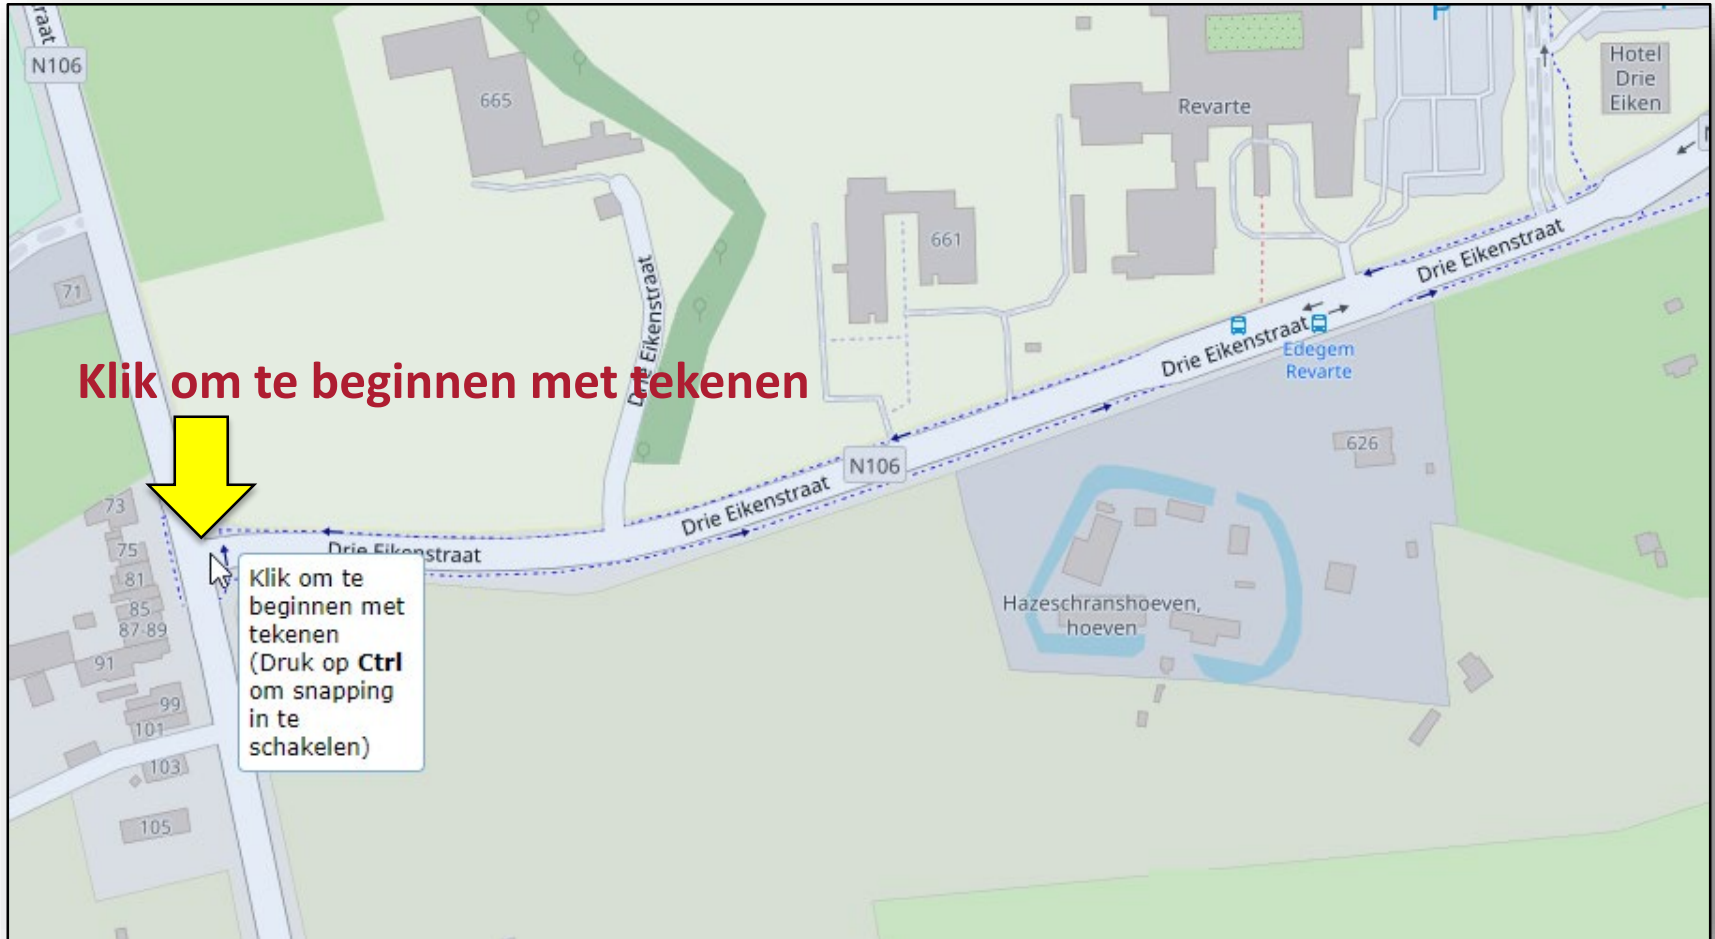 raat
N106
P
Hotel
Drie
Eiken
665
Revarte
661
71
Drie Eikenstraat
Drie Eikenstraat
Drie Eikenstraat
Edegem
Revarte
Klik om te beginnen met tekenen
626
N106
Drie Eikenstraat
73
75
81
85
87-89
91
99
101
103
105
Drie Eikenstraat
Klik om te
beginnen met
tekenen
(Druk op Ctrl
om snapping
in te
schakelen)
Hazeschranshoeven,
hoeven